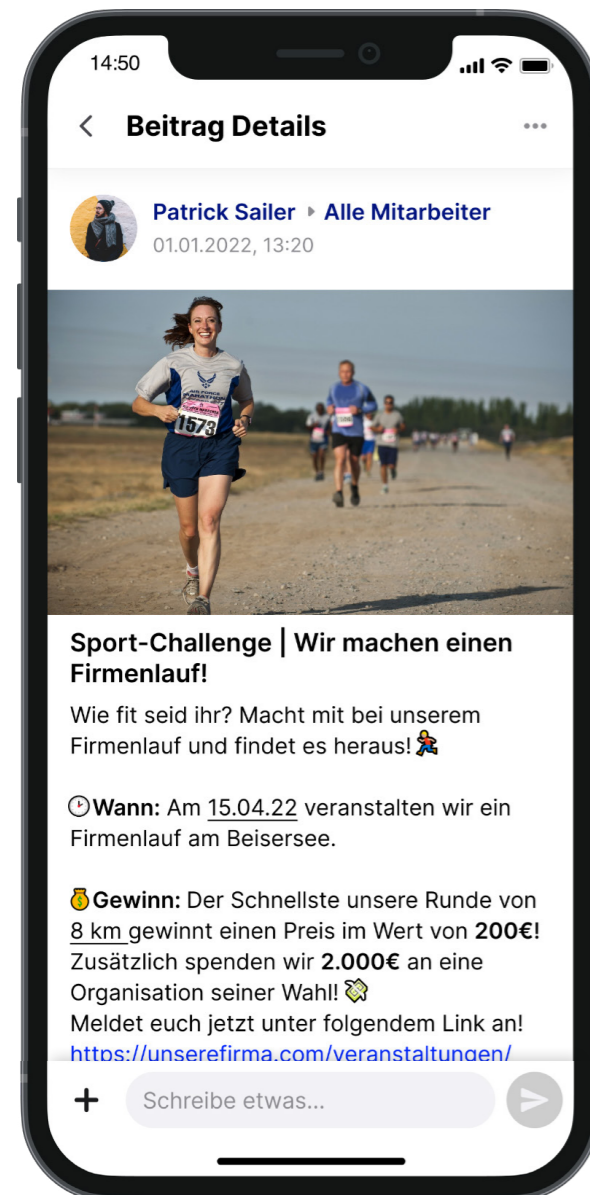 14:50
Beitrag Details
Patrick Sailer ▸ Alle Mitarbeiter
01.01.2022, 13:20
AIR FORCE
MARATHON
1573
Sport-Challenge | Wir machen einen
Firmenlauf!
Wie fit seid ihr? Macht mit bei unserem
Firmenlauf und findet es heraus!
Wann: Am 15.04.22 veranstalten wir ein
Firmenlauf am Beisersee.
Gewinn: Der Schnellste unsere Runde von
8 km gewinnt einen Preis im Wert von 200€!
Zusätzlich spenden wir 2.000€ an eine
Organisation seiner Wahl!
Meldet euch jetzt unter folgendem Link an!
https://unserefirma.com/veranstaltungen/
Schreibe etwas...